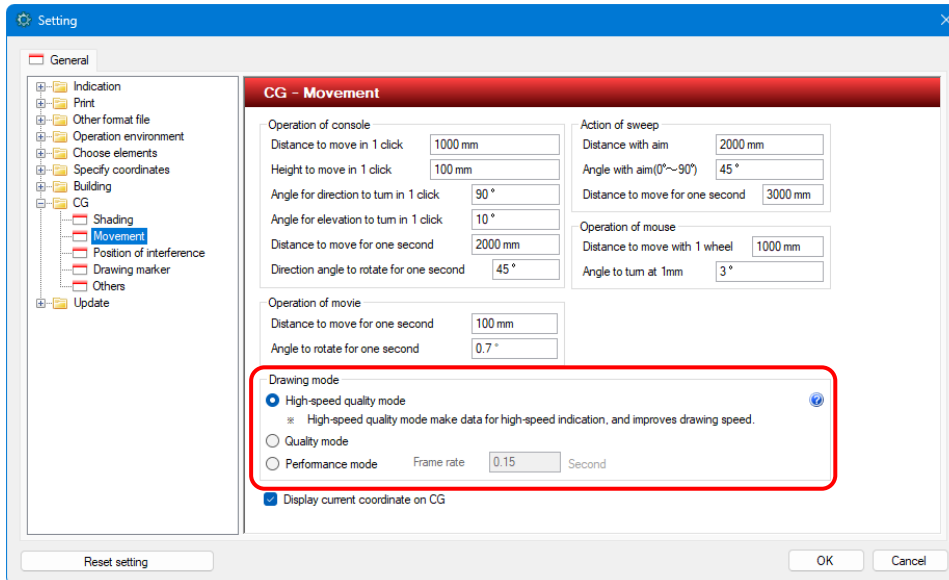 Setting
General
Indication
Print
Other format file
Operation environment
Choose elements
Specify coordinates
Building
CG
Shading
Movement
Position of interference
Drawing marker
Others
Update
CG - Movement
Operation of console
Distance to move in 1 click 1000 mm
Height to move in 1 click 100 mm
Angle for direction to turn in 1 click 90 °
Angle for elevation to turn in 1 click 10 °
Distance to move for one second 2000 mm
Direction angle to rotate for one second 45 °
Action of sweep
Distance with aim 2000 mm
Angle with aim(0°～90°) 45 °
Distance to move for one second 3000 mm
Operation of mouse
Distance to move with 1 wheel 1000 mm
Angle to turn at 1mm 3 °
Operation of movie
Distance to move for one second 100 mm
Angle to rotate for one second 0.7 °
Drawing mode
High-speed quality mode
※ High-speed quality mode make data for high-speed indication, and improves drawing speed.
Quality mode
Performance mode Frame rate 0.15 Second
Display current coordinate on CG
Reset setting OK Cancel